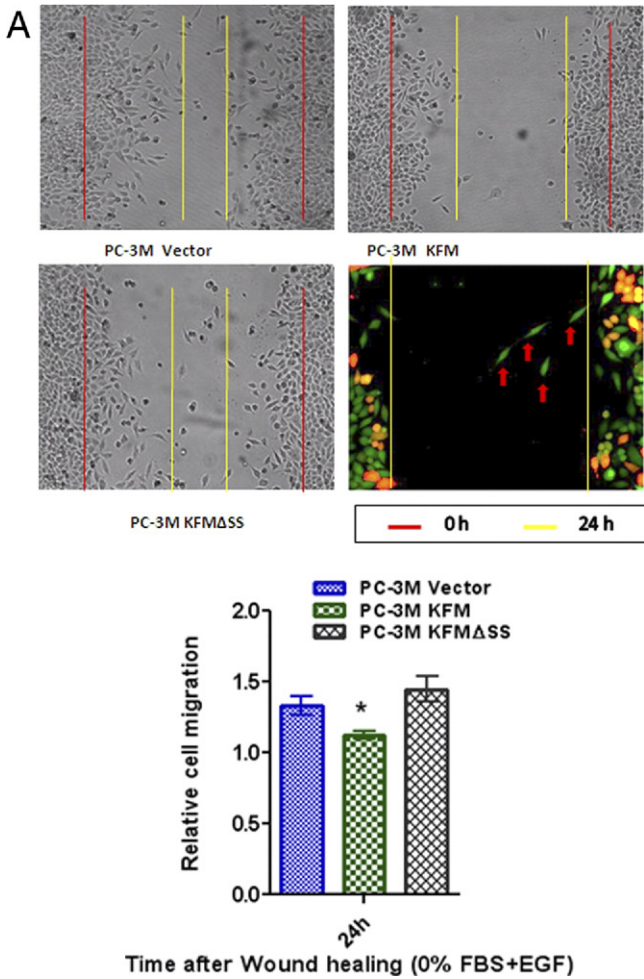 A
PC-3M Vector
PC-3M KFM
PC-3M KFMΔSS
0 h
24 h
PC-3M Vector
PC-3M KFM
PC-3M KFMΔSS
2.0
1.5
1.0
0.5
0.0
*
Relative cell migration
24h
Time after Wound healing (0% FBS+EGF)